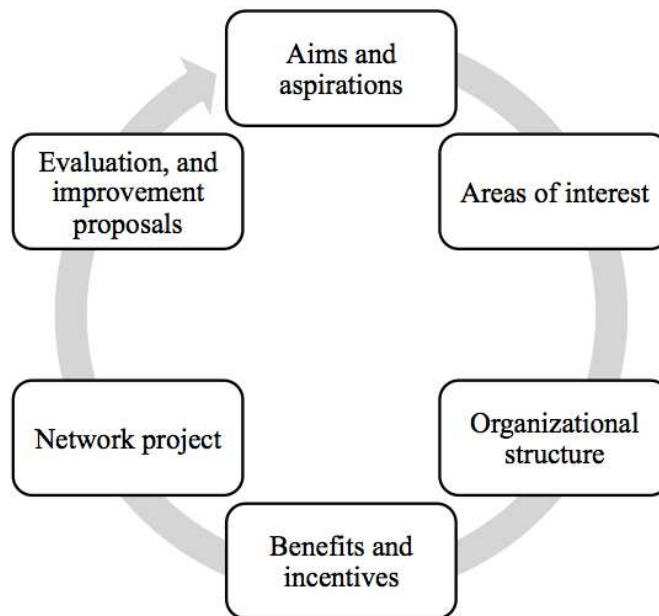 Aims and
aspirations
Areas of interest
Organizational
structure
Benefits and
incentives
Network project
Evaluation, and
improvement
proposals